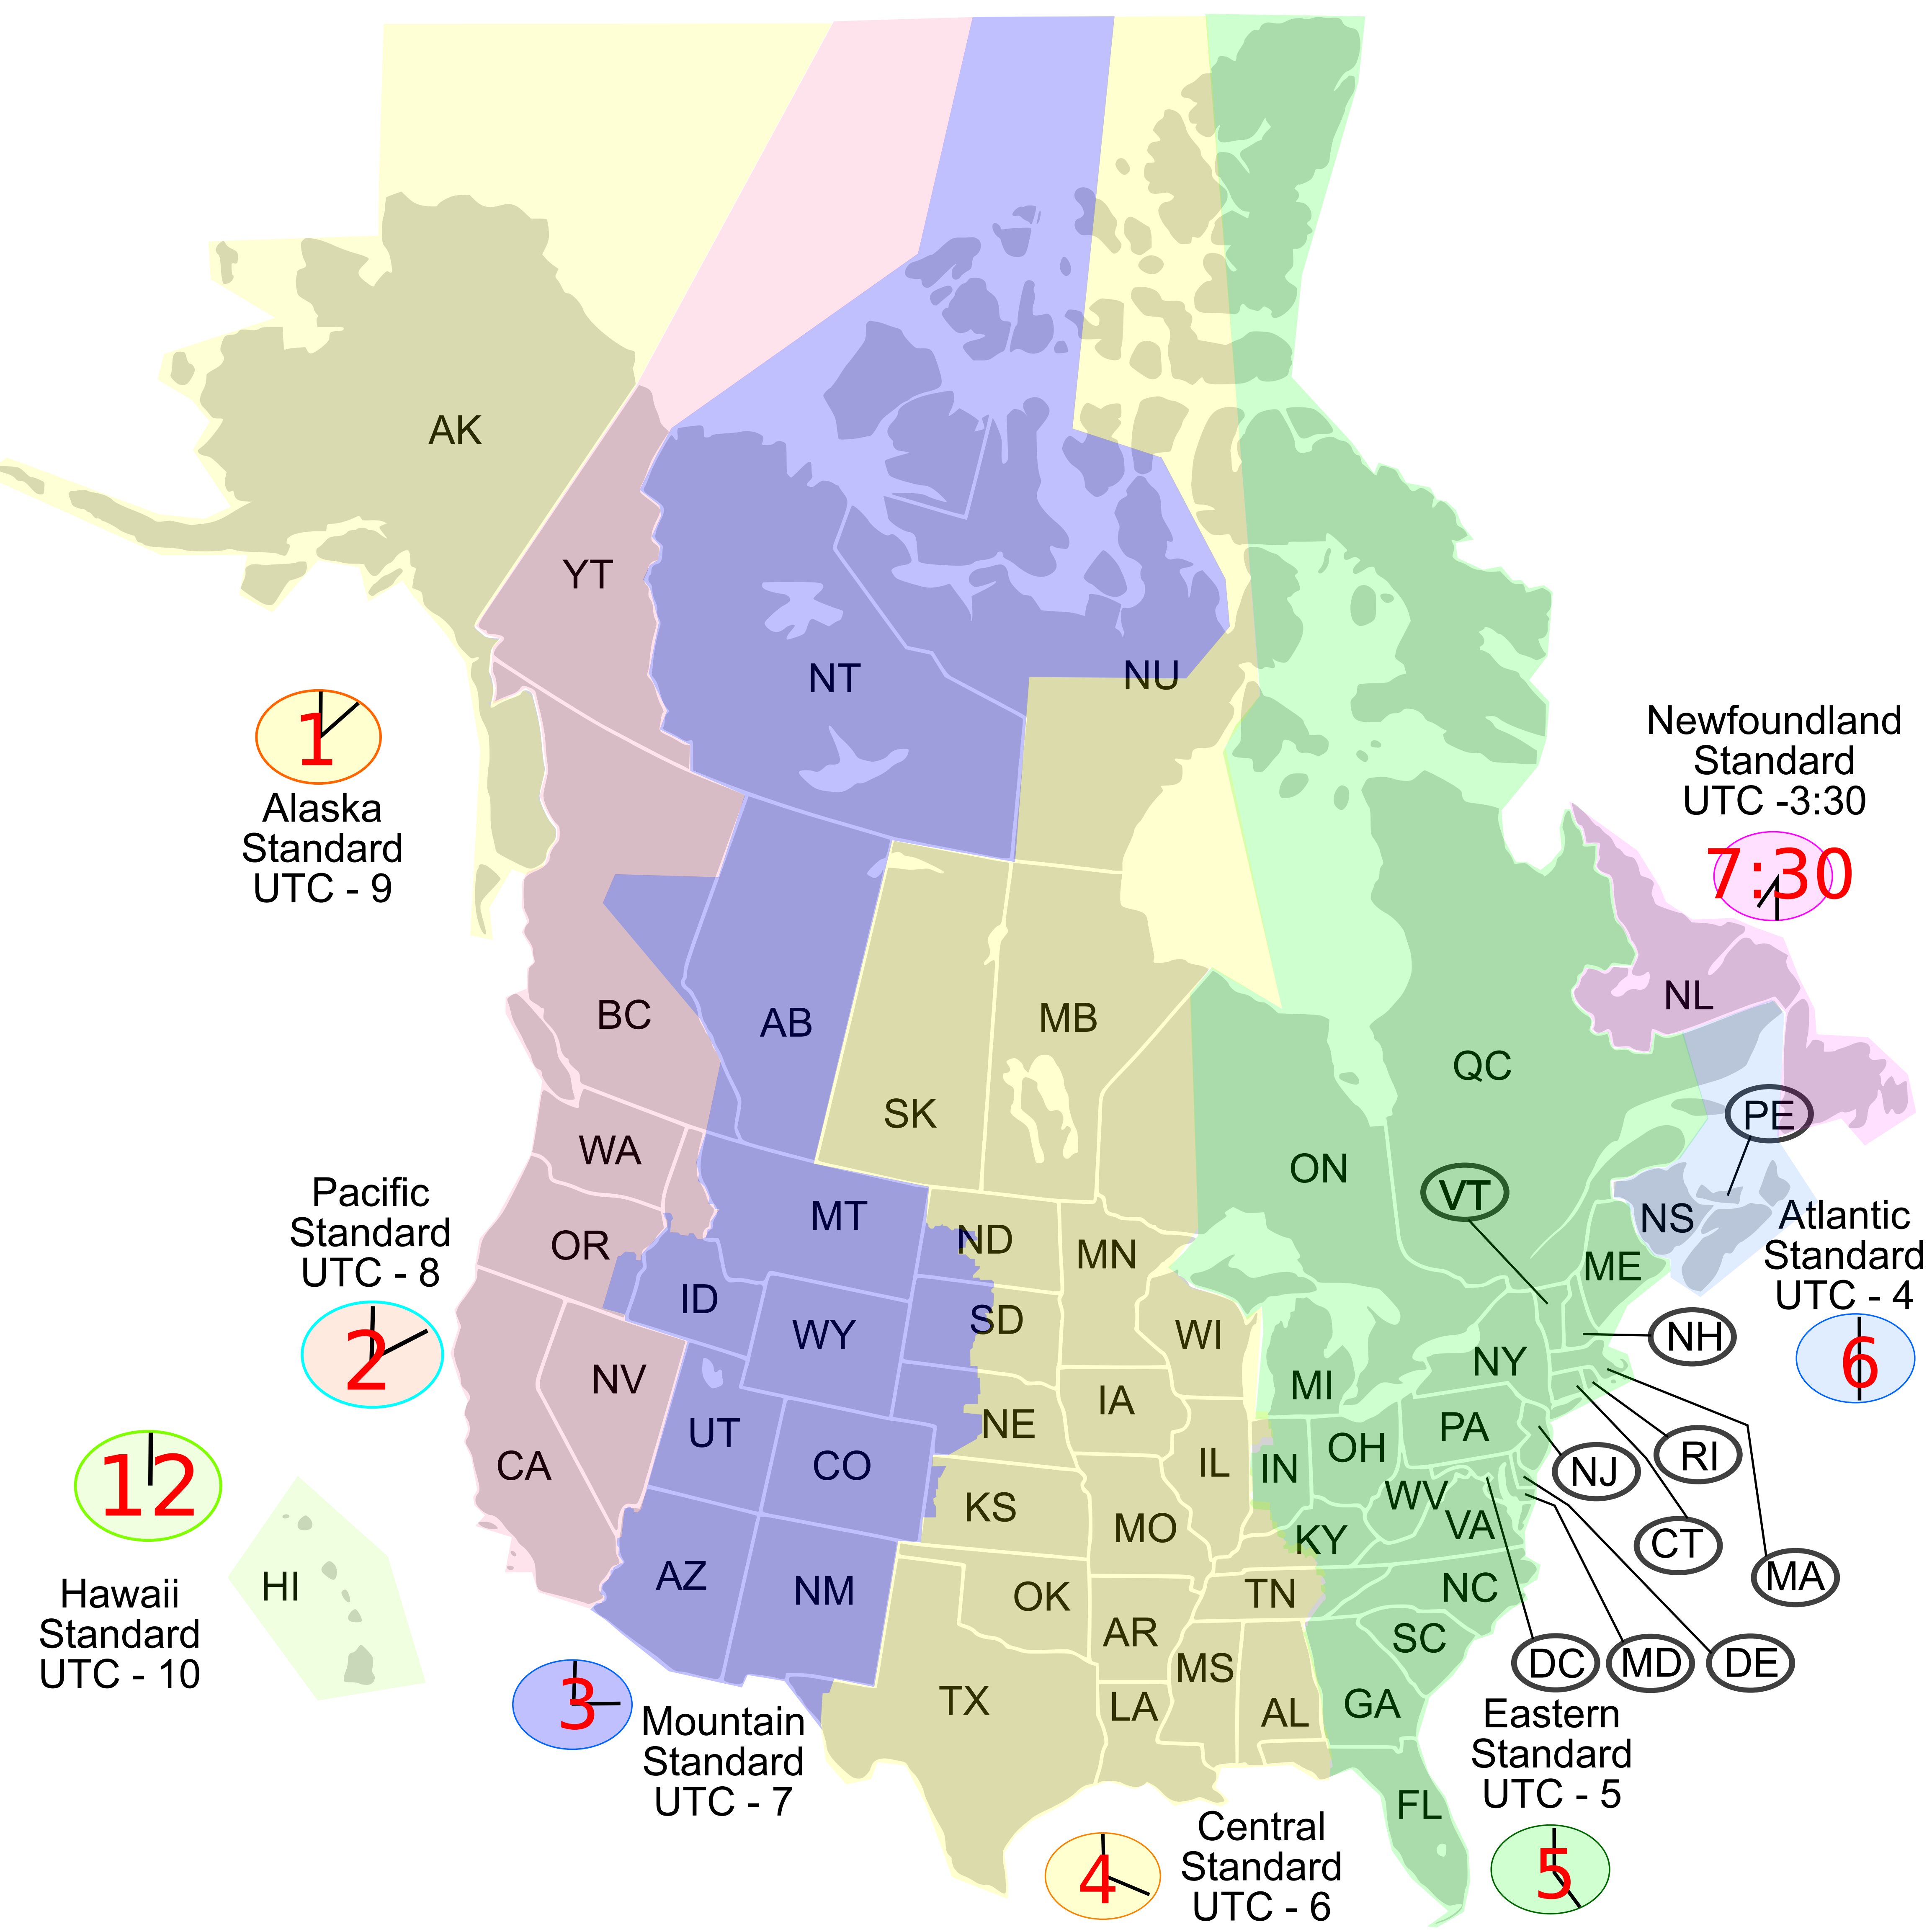 AK
YT
NT
NU
1
Alaska
Standard
UTC - 9
Newfoundland
Standard
UTC -3:30
7:30
BC
AB
SK
MB
ON
QC
NL
PE
NS
Atlantic
Standard
UTC - 4
6
Pacific
Standard
UTC - 8
2
WA
OR
ID
MT
ND
MN
VT
ME
NH
WY
SD
WI
MI
NY
NV
UT
CO
NE
IA
IL
IN
OH
PA
NJ
RI
CT
MA
CA
KS
MO
KY
WV
VA
12
Hawaii
Standard
UTC - 10
HI
AZ
NM
OK
AR
TN
NC
SC
DC
MD
DE
3
Mountain
Standard
UTC - 7
TX
LA
MS
AL
GA
FL
Eastern
Standard
UTC - 5
5
4
Central
Standard
UTC - 6